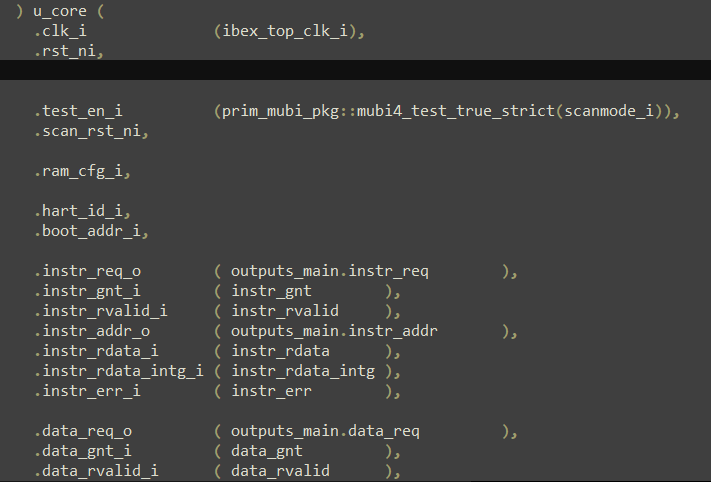 ) u_core (
.clk_i (ibex_top_clk_i),
.rst_ni,
.test_en_i (prim_mubi_pkg::mubi4_test_true_strict(scanmode_i)),
.scan_rst_ni,
.ram_cfg_i,
.hart_id_i,
.boot_addr_i,
.instr_req_o ( outputs_main.instr_req ),
.instr_gnt_i ( instr_gnt ),
.instr_rvalid_i ( instr_rvalid ),
.instr_addr_o ( outputs_main.instr_addr ),
.instr_rdata_i ( instr_rdata ),
.instr_rdata_intg_i ( instr_rdata_intg ),
.instr_err_i ( instr_err ),
.data_req_o ( outputs_main.data_req ),
.data_gnt_i ( data_gnt ),
.data_rvalid_i ( data_rvalid ),